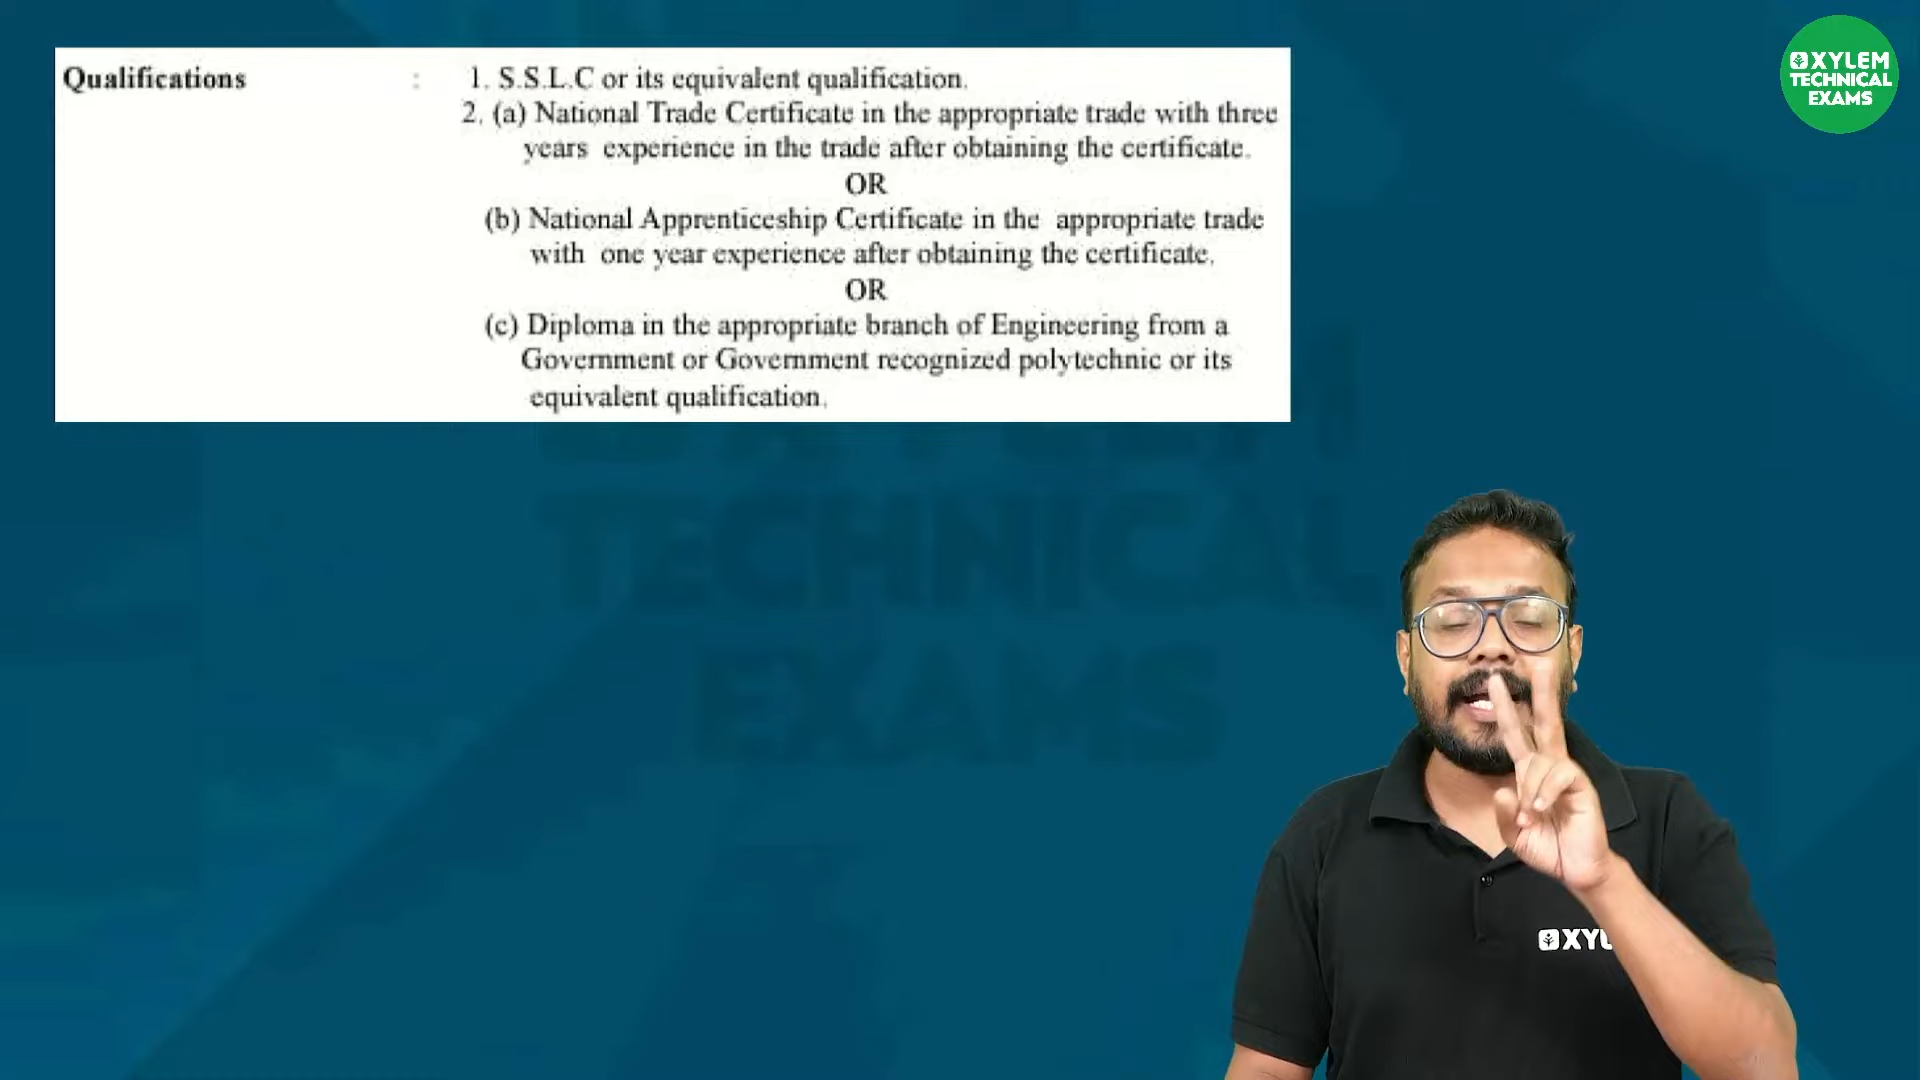 Qualifications : 1. S.S.L.C or its equivalent qualification.
2. (a) National Trade Certificate in the appropriate trade with three
years experience in the trade after obtaining the certificate.
OR
(b) National Apprenticeship Certificate in the appropriate trade
with one year experience after obtaining the certificate.
OR
(c) Diploma in the appropriate branch of Engineering from a
Government or Government recognized polytechnic or its
equivalent qualification.
XYLEM
TECHNICAL
EXAMS
TECHNICAL
EXAMS
XYL